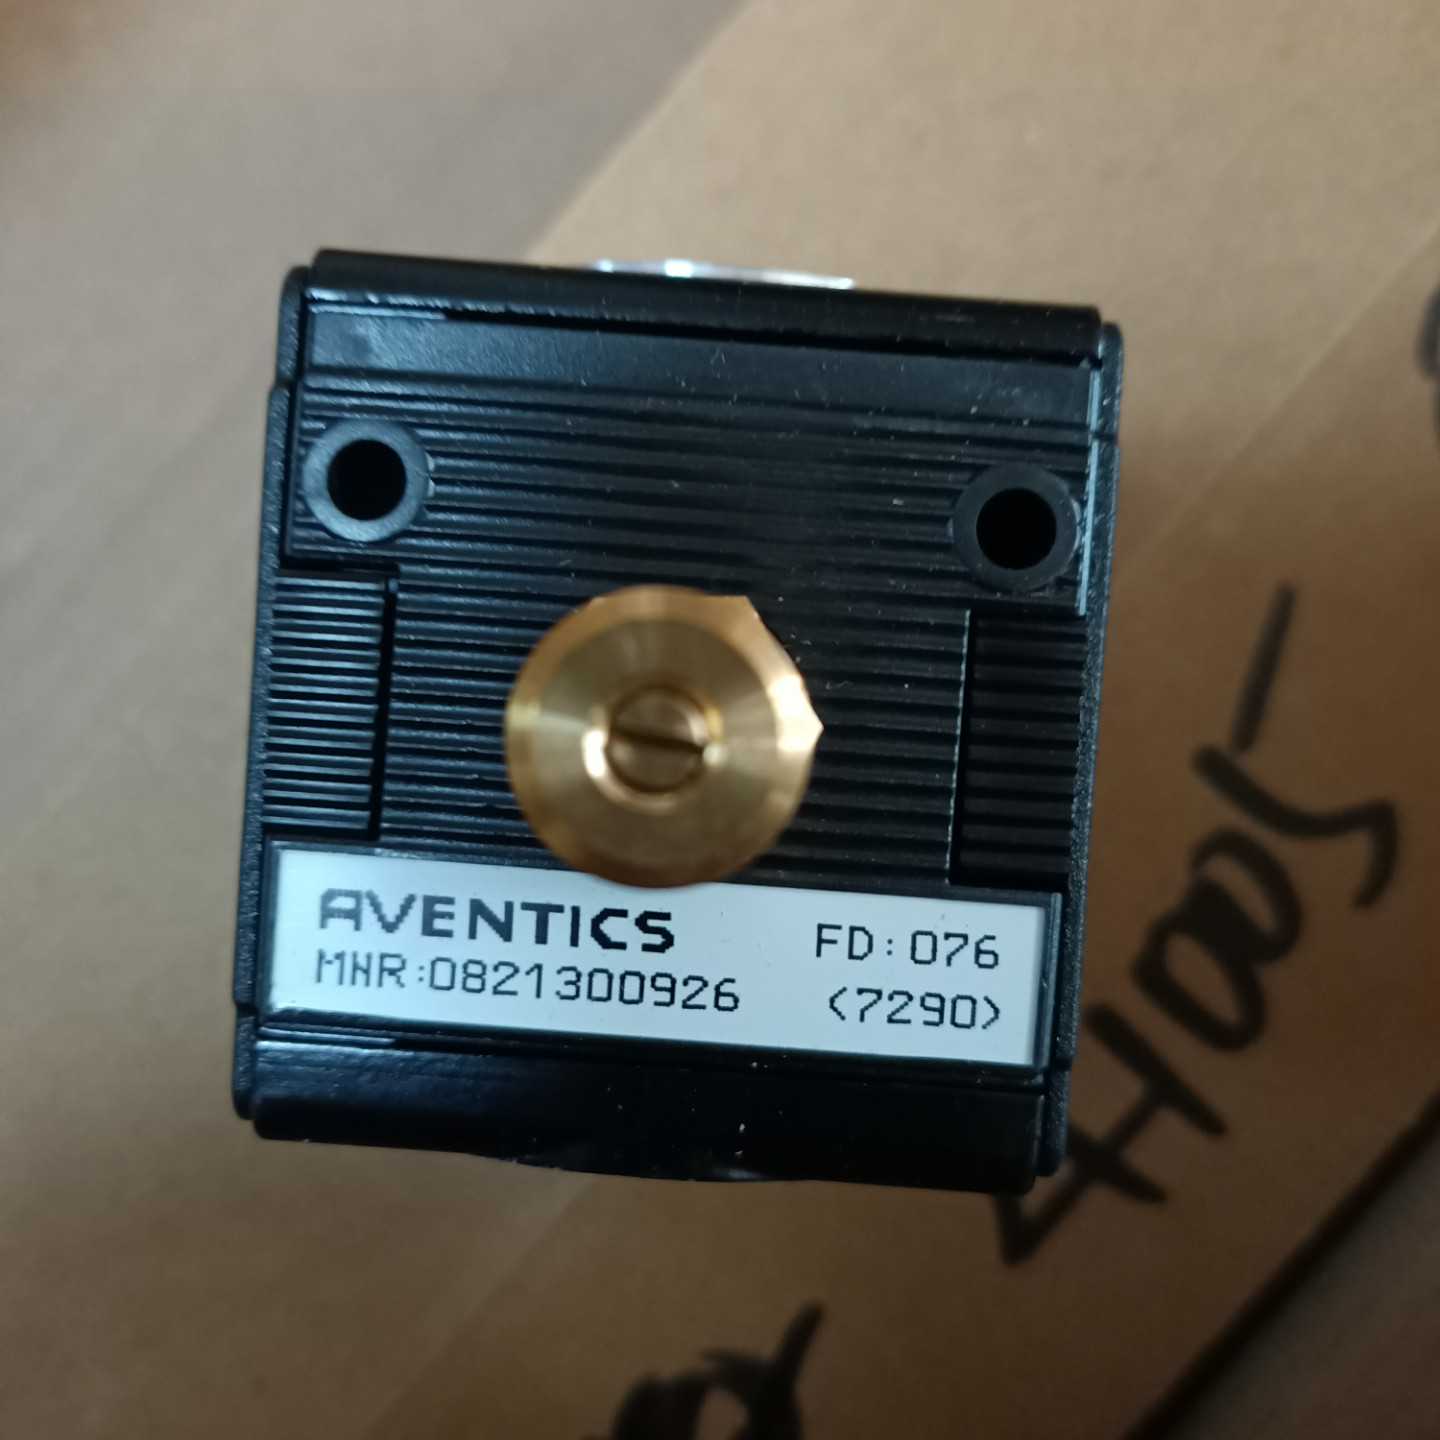 AVENTICS
FD: 076
MNR:0821300926
<7290>